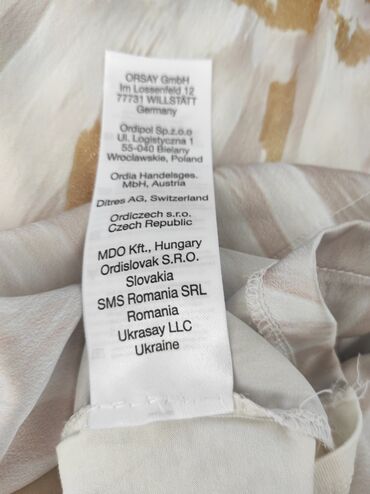 ORSAY GmbH
Im Lossenfeld 12
77731 WILLSTÄTT
Germany
Ordipol Sp.z.o.o
Ul. Logistyczna 1
55-040 Bielany
Wroclawskie, Poland
Ordia Handelsges.
MbH, Austria
Ditres AG, Switzerland
Ordiczech s.r.o.
Czech Republic
MDO Kft., Hungary
Ordislovak S.R.O.
Slovakia
SMS Romania SRL
Romania
Ukrasay LLC
Ukraine